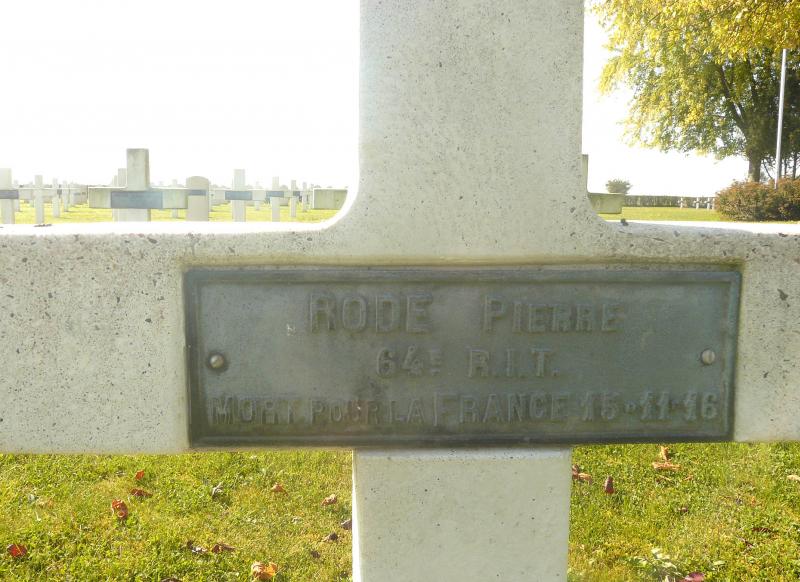 RODE PIERRE
64E R.I.T.
MORT POUR LA FRANCE 15-11-16